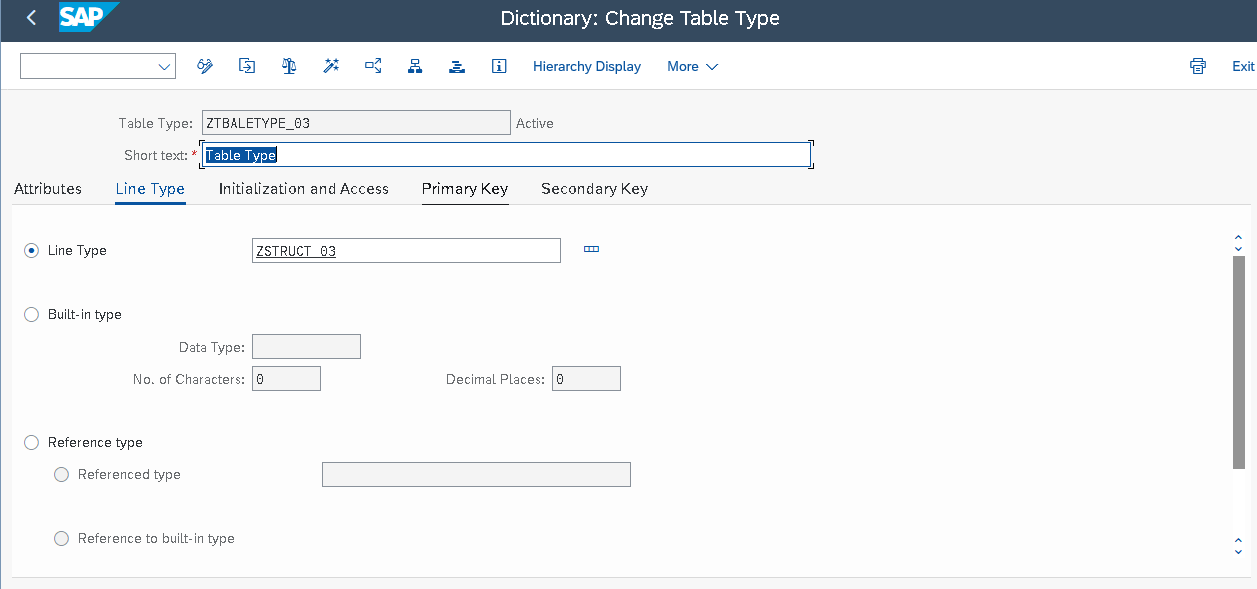 SAP Dictionary: Change Table Type
Hierarchy Display More Exit
Table Type: ZTBALETYPE_03 Active
Short text: * Table Type
Attributes Line Type Initialization and Access Primary Key Secondary Key
Line Type ZSTRUCT_03
Built-in type
Data Type:
No. of Characters: 0 Decimal Places: 0
Reference type
Referenced type
Reference to built-in type